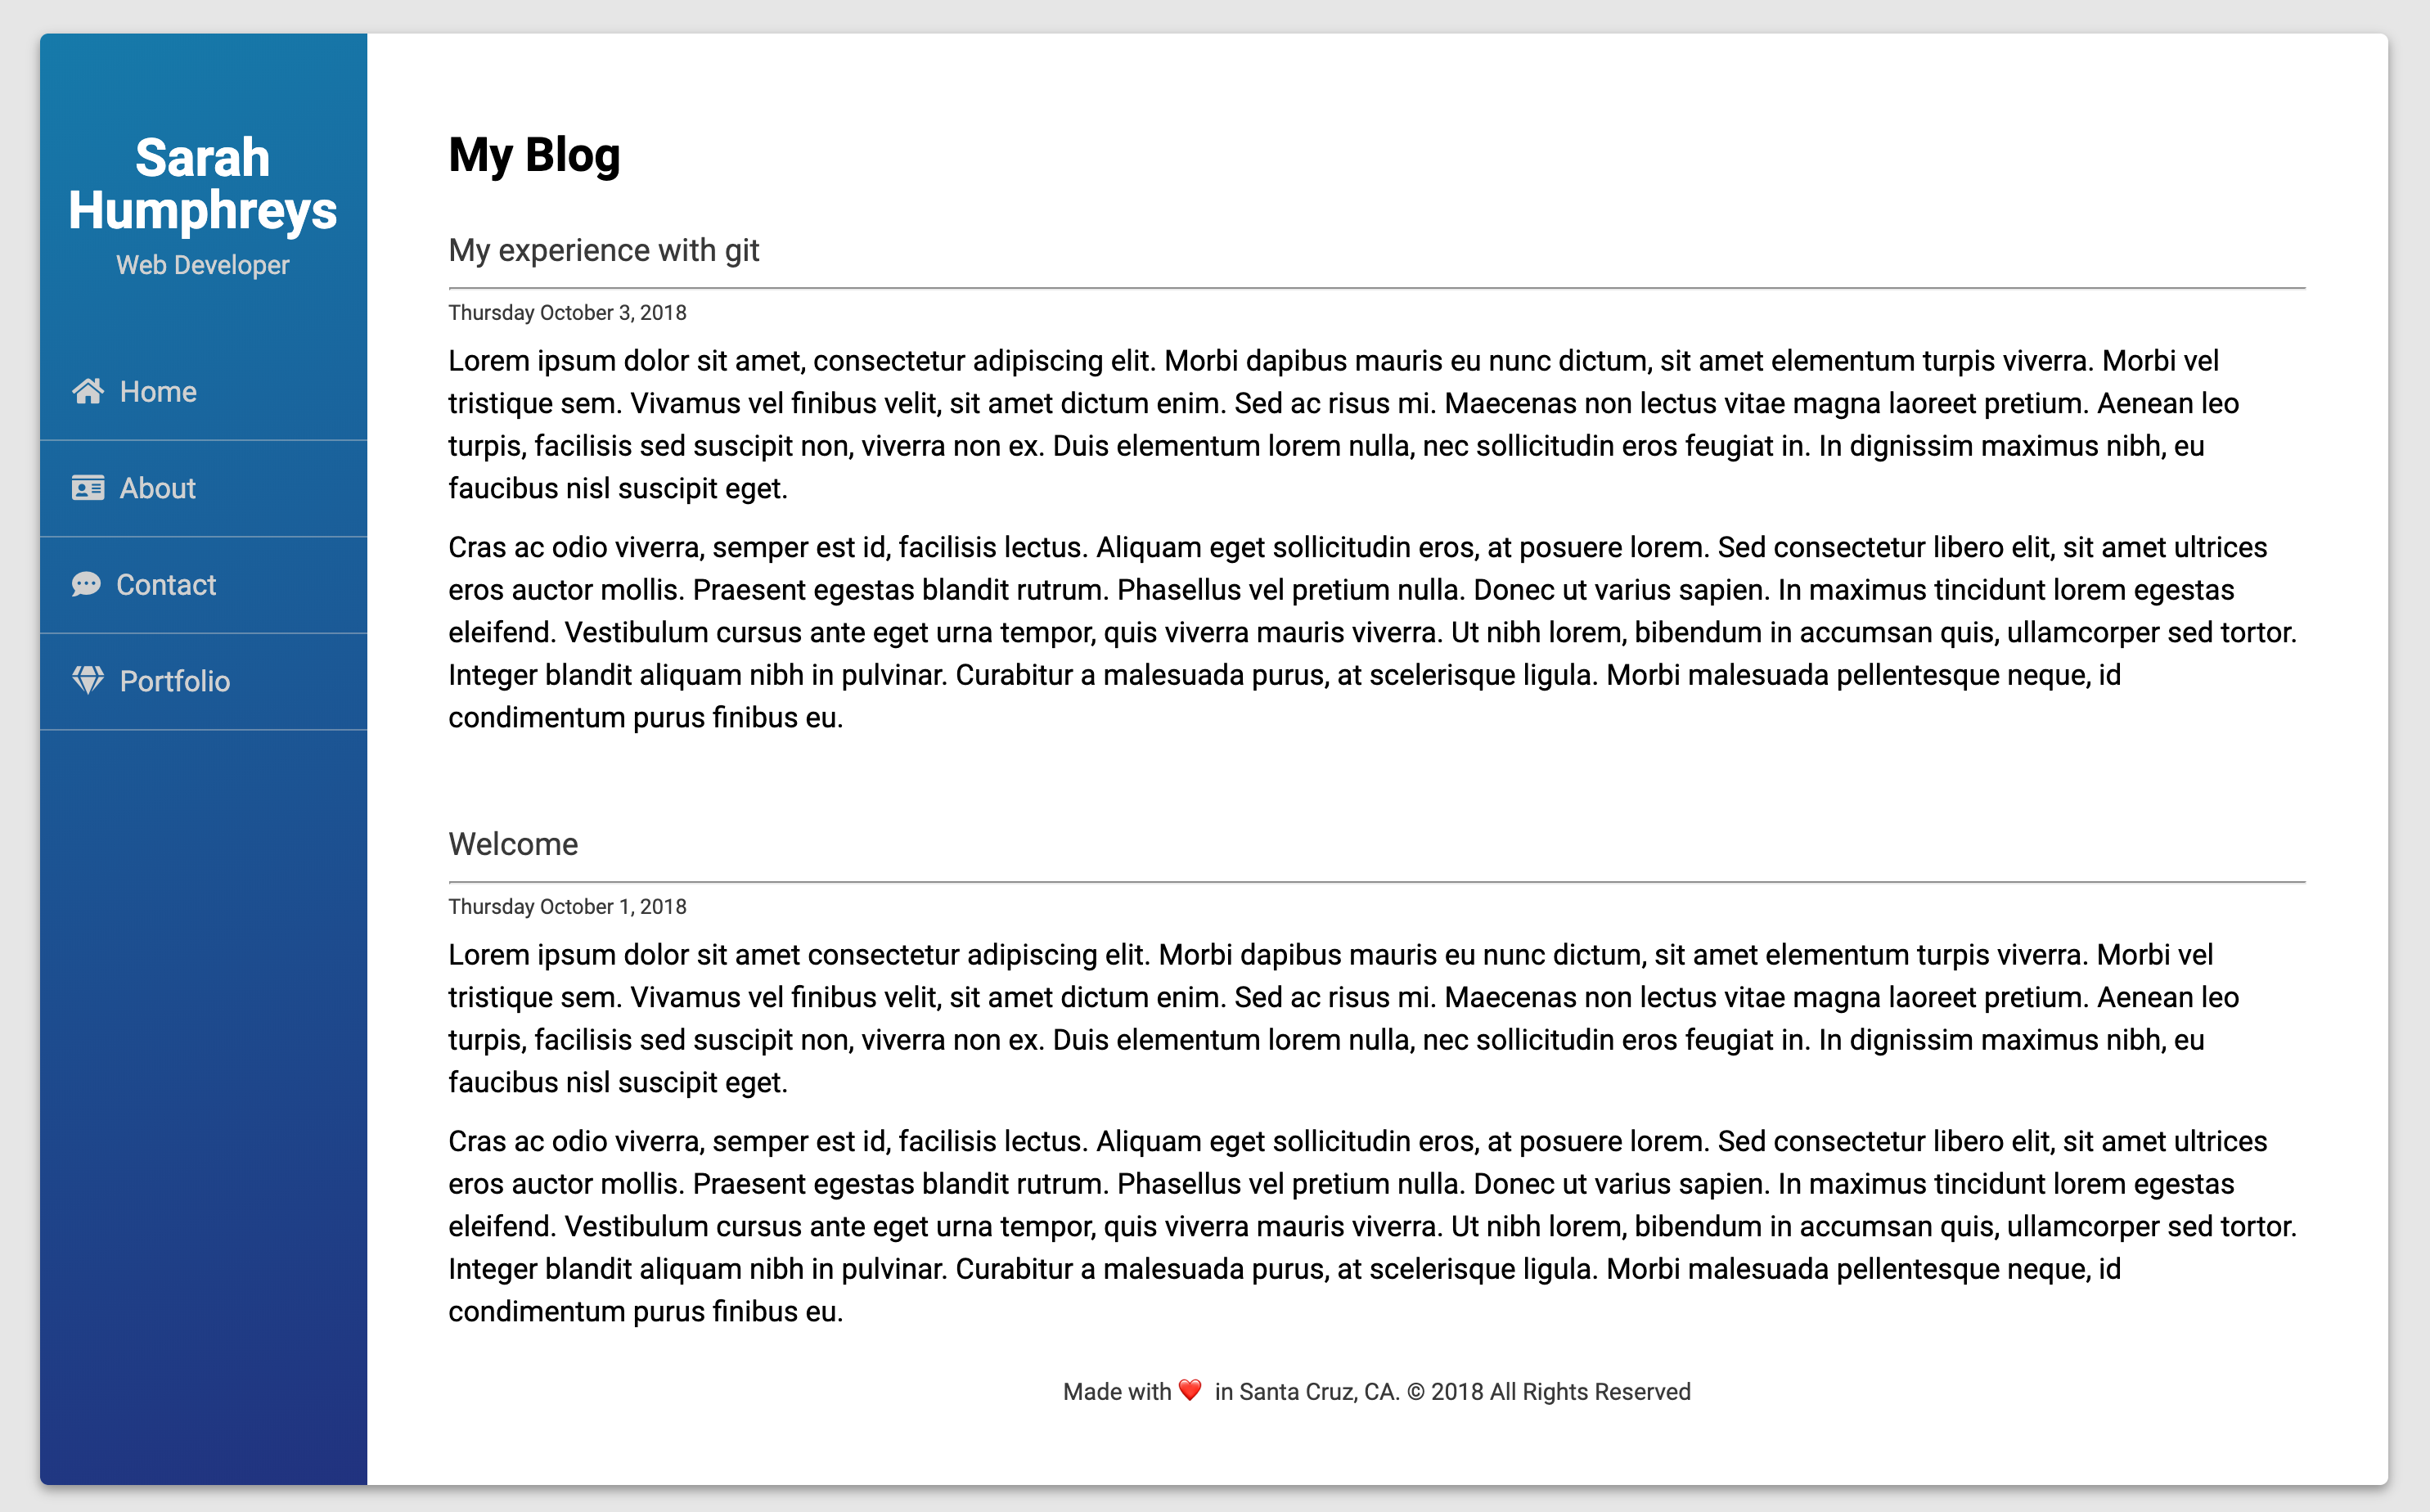 Sarah
Humphreys
Web Developer
Home
About
Contact
Portfolio
My Blog
My experience with git
Thursday October 3, 2018
Lorem ipsum dolor sit amet, consectetur adipiscing elit. Morbi dapibus mauris eu nunc dictum, sit amet elementum turpis viverra. Morbi vel
tristique sem. Vivamus vel finibus velit, sit amet dictum enim. Sed ac risus mi. Maecenas non lectus vitae magna laoreet pretium. Aenean leo
turpis, facilisis sed suscipit non, viverra non ex. Duis elementum lorem nulla, nec sollicitudin eros feugiat in. In dignissim maximus nibh, eu
faucibus nisl suscipit eget.
Cras ac odio viverra, semper est id, facilisis lectus. Aliquam eget sollicitudin eros, at posuere lorem. Sed consectetur libero elit, sit amet ultrices
eros auctor mollis. Praesent egestas blandit rutrum. Phasellus vel pretium nulla. Donec ut varius sapien. In maximus tincidunt lorem egestas
eleifend. Vestibulum cursus ante eget urna tempor, quis viverra mauris viverra. Ut nibh lorem, bibendum in accumsan quis, ullamcorper sed tortor.
Integer blandit aliquam nibh in pulvinar. Curabitur a malesuada purus, at scelerisque ligula. Morbi malesuada pellentesque neque, id
condimentum purus finibus eu.
Welcome
Thursday October 1, 2018
Lorem ipsum dolor sit amet consectetur adipiscing elit. Morbi dapibus mauris eu nunc dictum, sit amet elementum turpis viverra. Morbi vel
tristique sem. Vivamus vel finibus velit, sit amet dictum enim. Sed ac risus mi. Maecenas non lectus vitae magna laoreet pretium. Aenean leo
turpis, facilisis sed suscipit non, viverra non ex. Duis elementum lorem nulla, nec sollicitudin eros feugiat in. In dignissim maximus nibh, eu
faucibus nisl suscipit eget.
Cras ac odio viverra, semper est id, facilisis lectus. Aliquam eget sollicitudin eros, at posuere lorem. Sed consectetur libero elit, sit amet ultrices
eros auctor mollis. Praesent egestas blandit rutrum. Phasellus vel pretium nulla. Donec ut varius sapien. In maximus tincidunt lorem egestas
eleifend. Vestibulum cursus ante eget urna tempor, quis viverra mauris viverra. Ut nibh lorem, bibendum in accumsan quis, ullamcorper sed tortor.
Integer blandit aliquam nibh in pulvinar. Curabitur a malesuada purus, at scelerisque ligula. Morbi malesuada pellentesque neque, id
condimentum purus finibus eu.
Made with ❤️ in Santa Cruz, CA. © 2018 All Rights Reserved